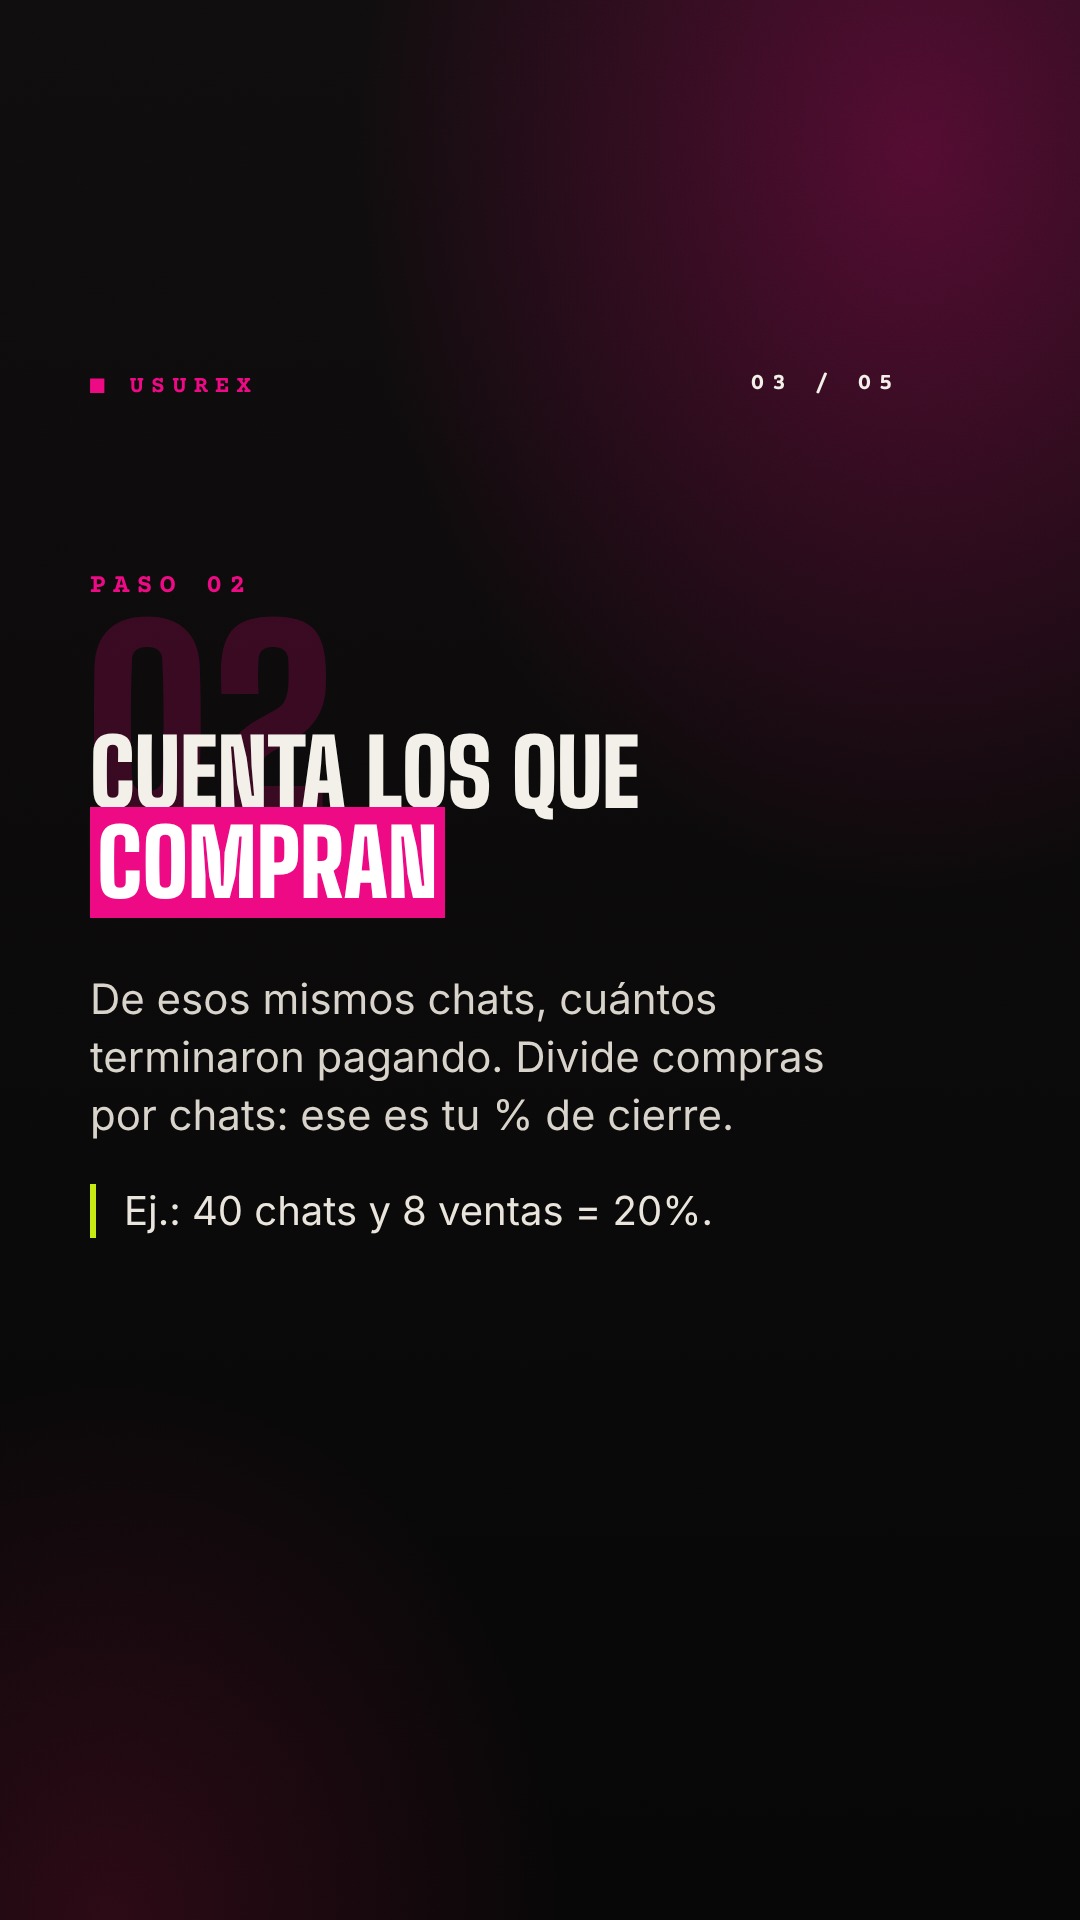 USUREX
03 / 05
PASO 02
02
CUENTA LOS QUE
COMPRAN
De esos mismos chats, cuántos
terminaron pagando. Divide compras
por chats: ese es tu % de cierre.
Ej.: 40 chats y 8 ventas = 20%.